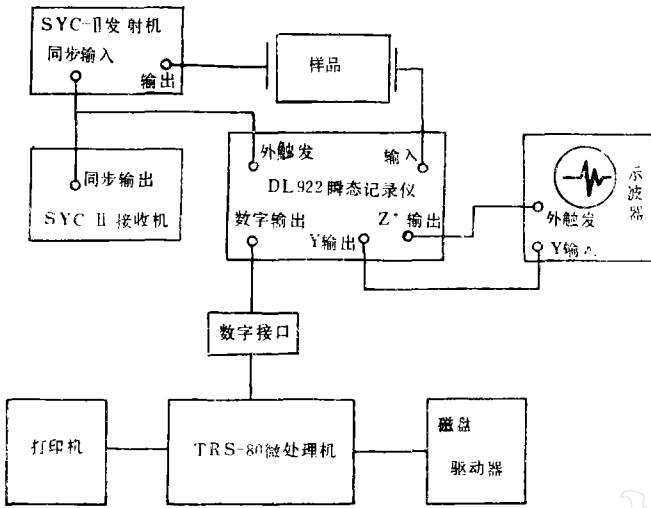 SYC-II发射机
同步输入
输出
样品
同步输出
SYC II 接收机
外触发
输入
DL922瞬态记录仪
数字输出
Y输出
Z⁺输出
示波器
外触发
Y输入
数字接口
打印机
TRS-80微处理机
磁盘
驱动器